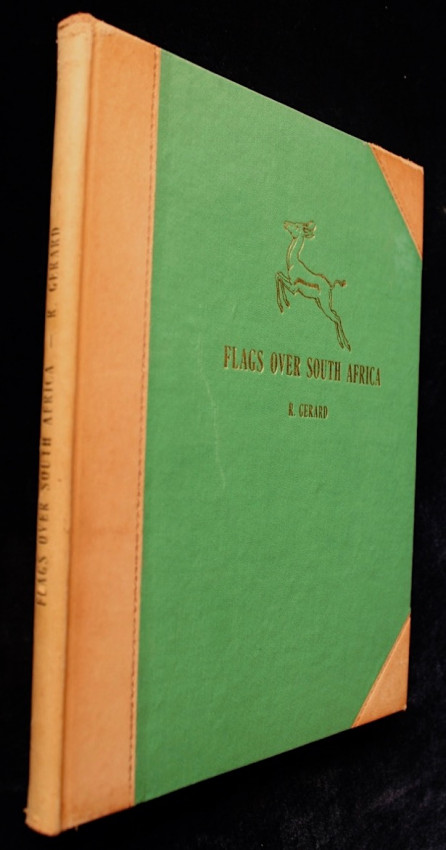 FLAGS OVER SOUTH AFRICA
R. GERARD
FLAGS OVER SOUTH AFRICA — R. GERARD